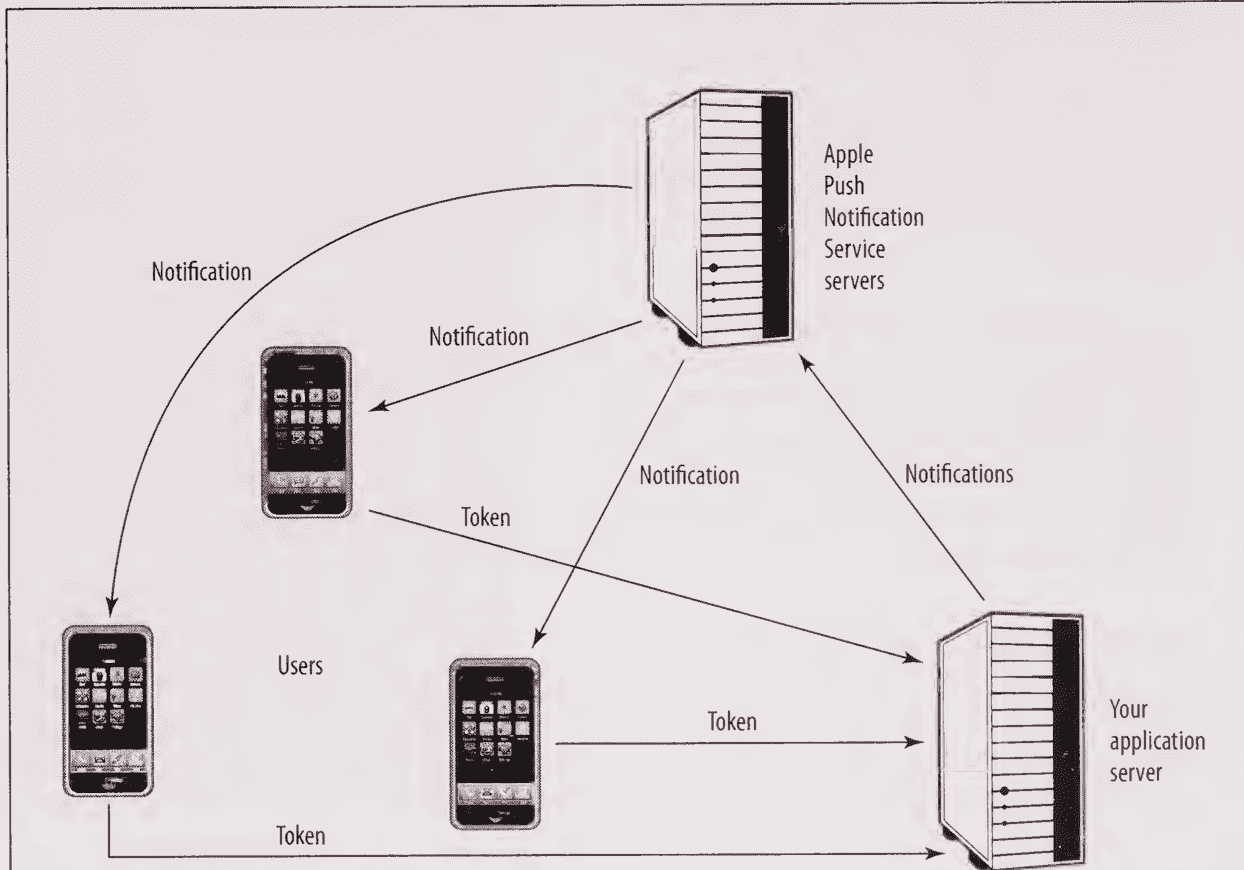 Apple
Push
Notification
Service
servers
Notification
Notification
Notification
Notifications
Token
Users
Token
Your
application
server
Token